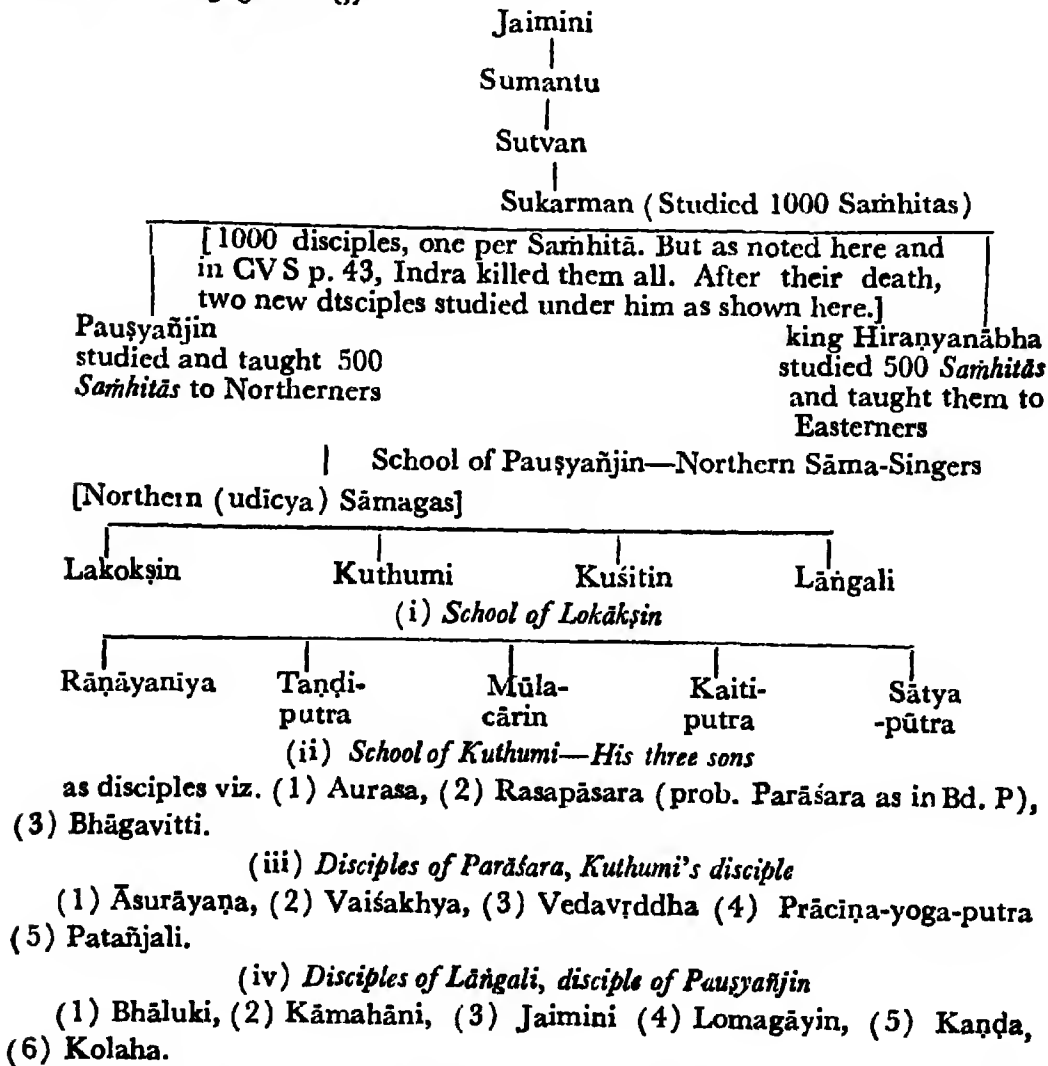 Jaimini
Sumantu
Sutvan
Sukarman (Studied 1000 Saṁhitas)
[1000 disciples, one per Saṁhitā. But as noted here and
in CVS p. 43, Indra killed them all. After their death,
two new dtsciples studied under him as shown here.]
Pauṣyañjin
studied and taught 500
Saṁhitās to Northerners
king Hiraṇyanābha
studied 500 Saṁhitās
and taught them to
Easterners
School of Pauṣyañjin—Northern Sāma-Singers
[Northern (udīcya) Sāmagas]
Lakokṣin Kuthumi Kuśitin Lāṅgali
(i) School of Lokākṣin
Rāṇāyaniya Taṇḍi- Mūla- Kaiti- Sātya
putra cārin putra -pūtra
(ii) School of Kuthumi—His three sons
as disciples viz. (1) Aurasa, (2) Rasapāsara (prob. Parāśara as in Bd. P),
(3) Bhāgavitti.
(iii) Disciples of Parāśara, Kuthumi's disciple
(1) Āsurāyaṇa, (2) Vaiśakhya, (3) Vedavṛddha (4) Prācīṇa-yoga-putra
(5) Patañjali.
(iv) Disciples of Lāṅgali, disciple of Pauṣyañjin
(1) Bhāluki, (2) Kāmahāni, (3) Jaimini (4) Lomagāyin, (5) Kaṇḍa,
(6) Kolaha.